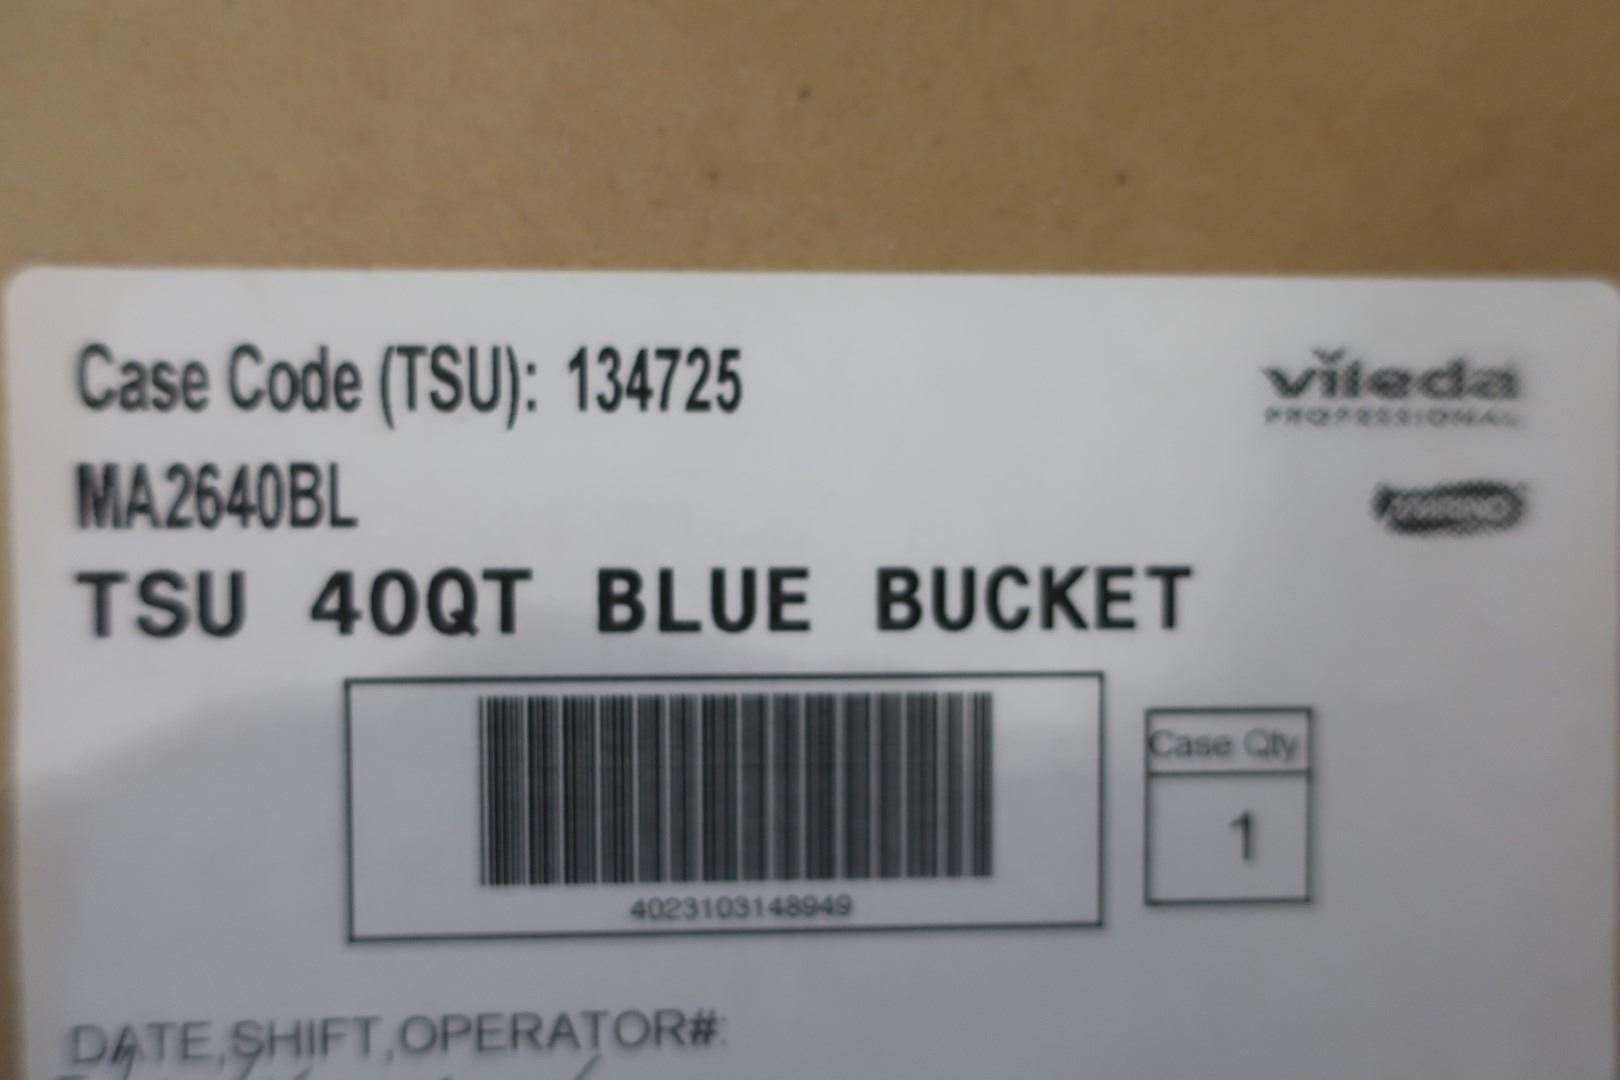 Case Code (TSU): 134725
vileda
PROFESSIONAL
MA2640BL
TSU 40QT BLUE BUCKET
Case Qty
1
4023103148949
DATE,SHIFT,OPERATOR#: